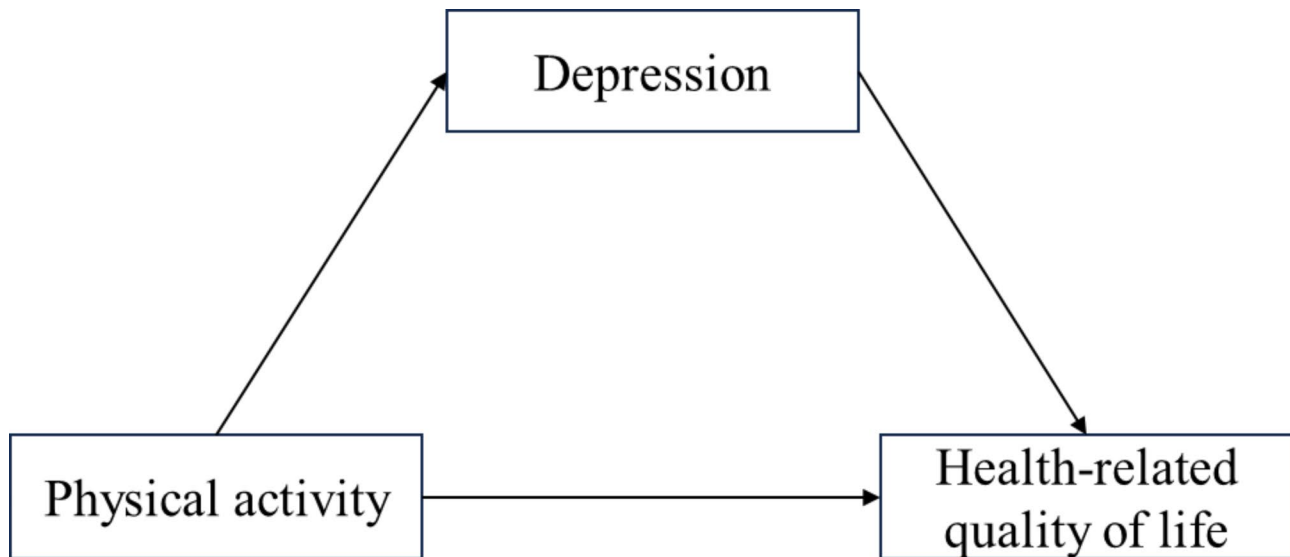 Depression
Physical activity
Health-related
quality of life